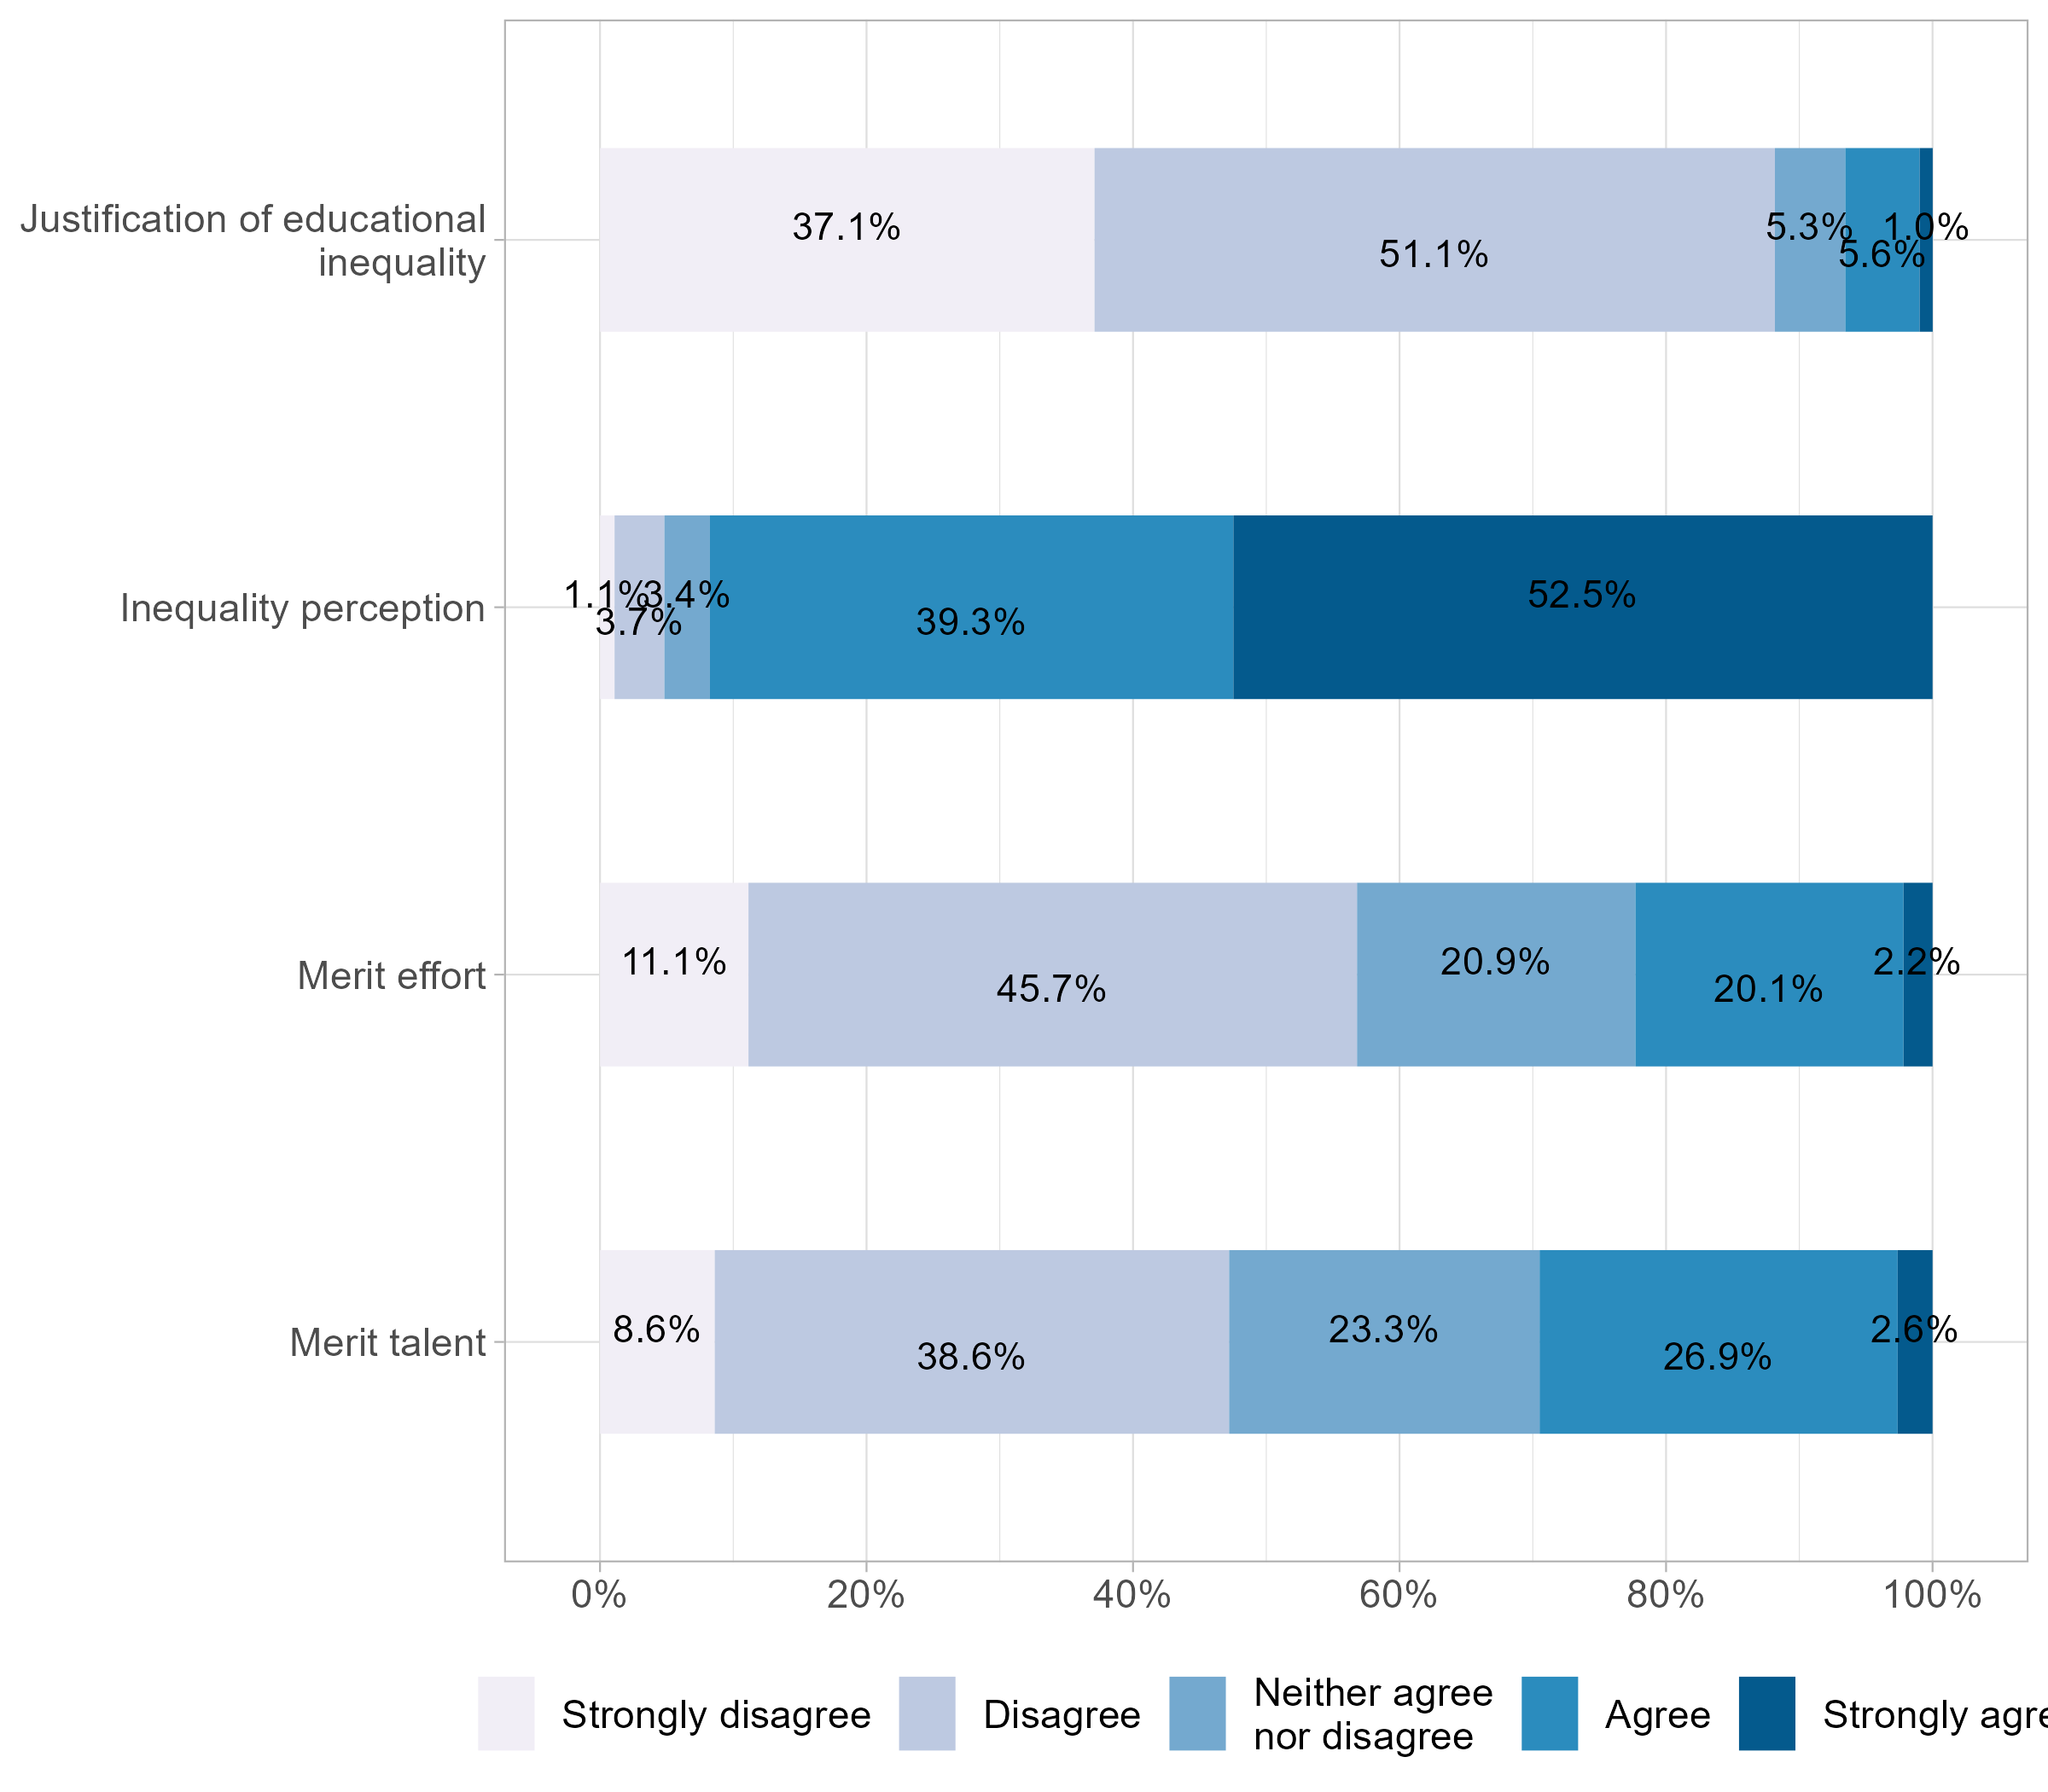 Justification of educational
inequality
37.1%
51.1%
5.3%
5.6%
1.0%
Inequality perception
1.1%
3.7%
3.4%
39.3%
52.5%
Merit effort
11.1%
45.7%
20.9%
20.1%
2.2%
Merit talent
8.6%
38.6%
23.3%
26.9%
2.6%
0% 20% 40% 60% 80% 100%
Strongly disagree
Disagree
Neither agree
nor disagree
Agree
Strongly agre